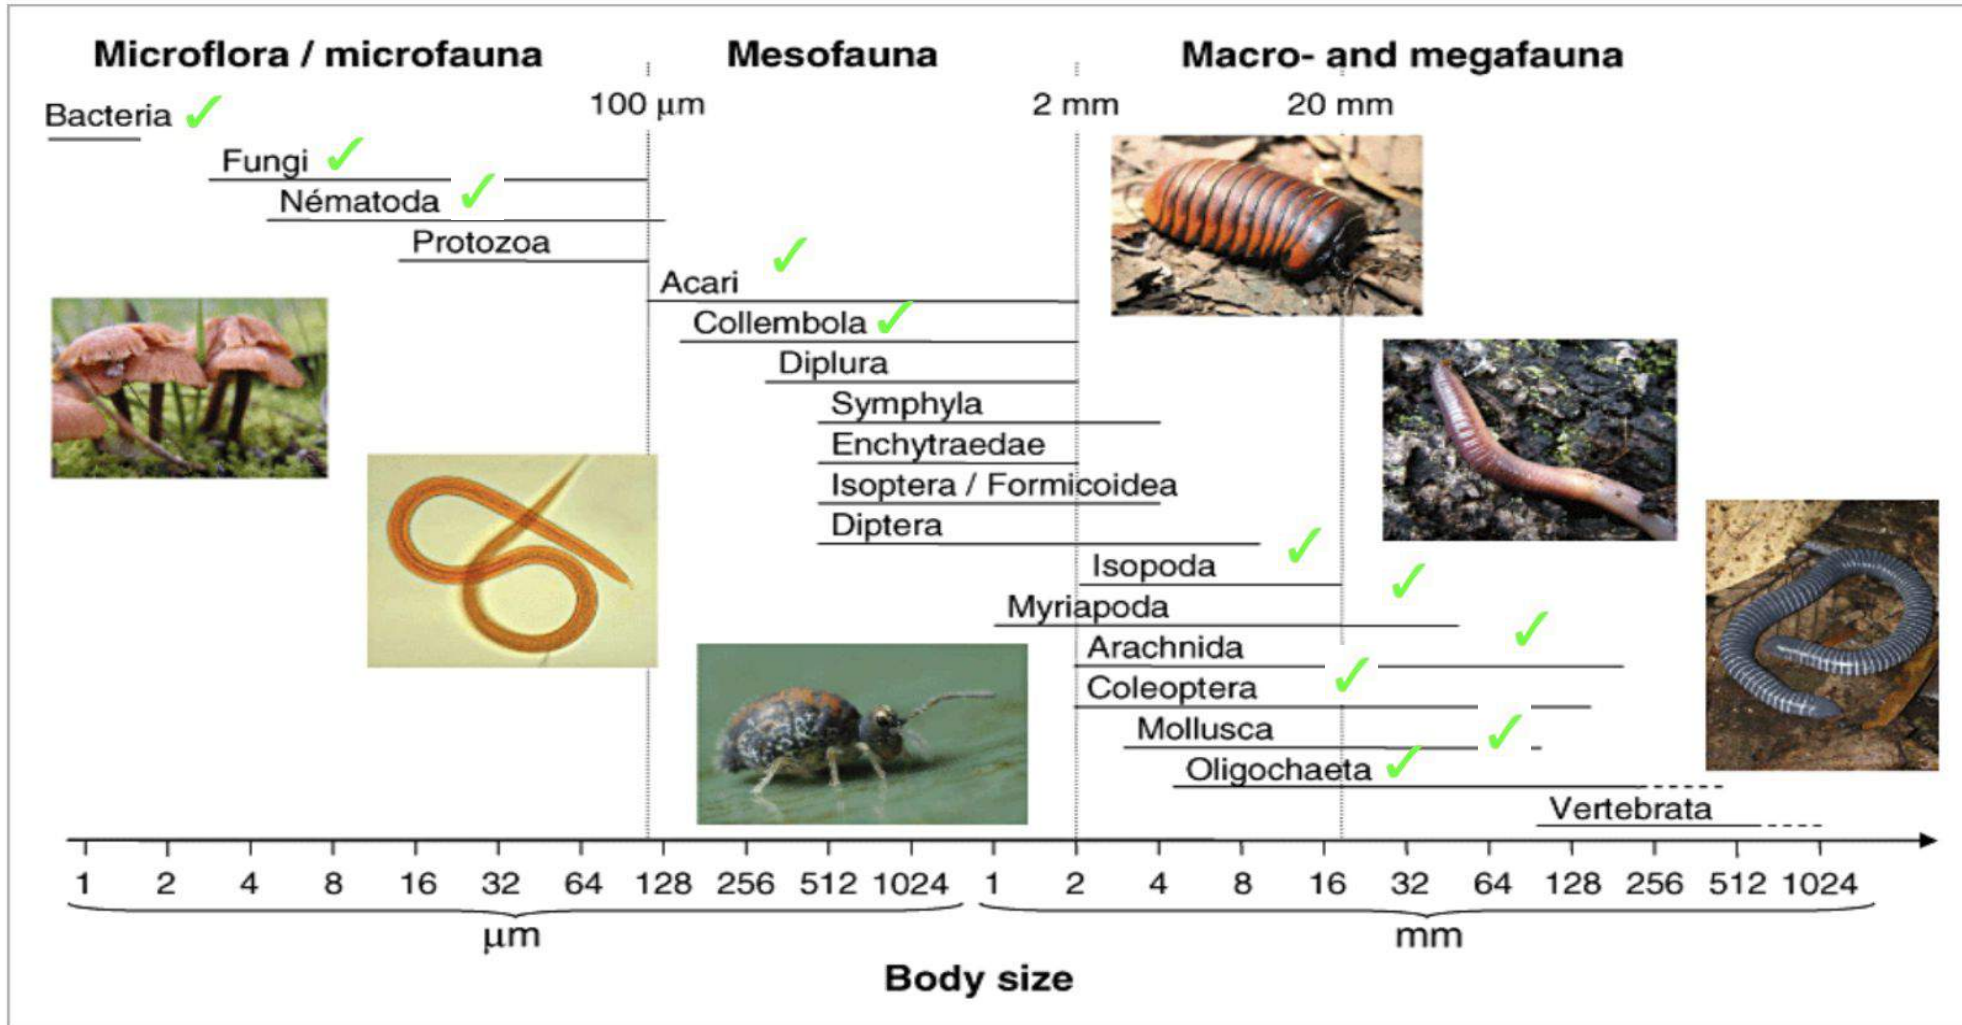 Microflora / microfauna
Mesofauna
Macro- and megafauna
100 µm
2 mm
20 mm
Bacteria
Fungi
Nématoda
Protozoa
Acari
Collembola
Diplura
Symphyla
Enchytraedae
Isoptera / Formicoidea
Diptera
Isopoda
Myriapoda
Arachnida
Coleoptera
Mollusca
Oligochaeta
Vertebrata
1 2 4 8 16 32 64 128 256 512 1024 1 2 4 8 16 32 64 128 256 512 1024
µm
mm
Body size